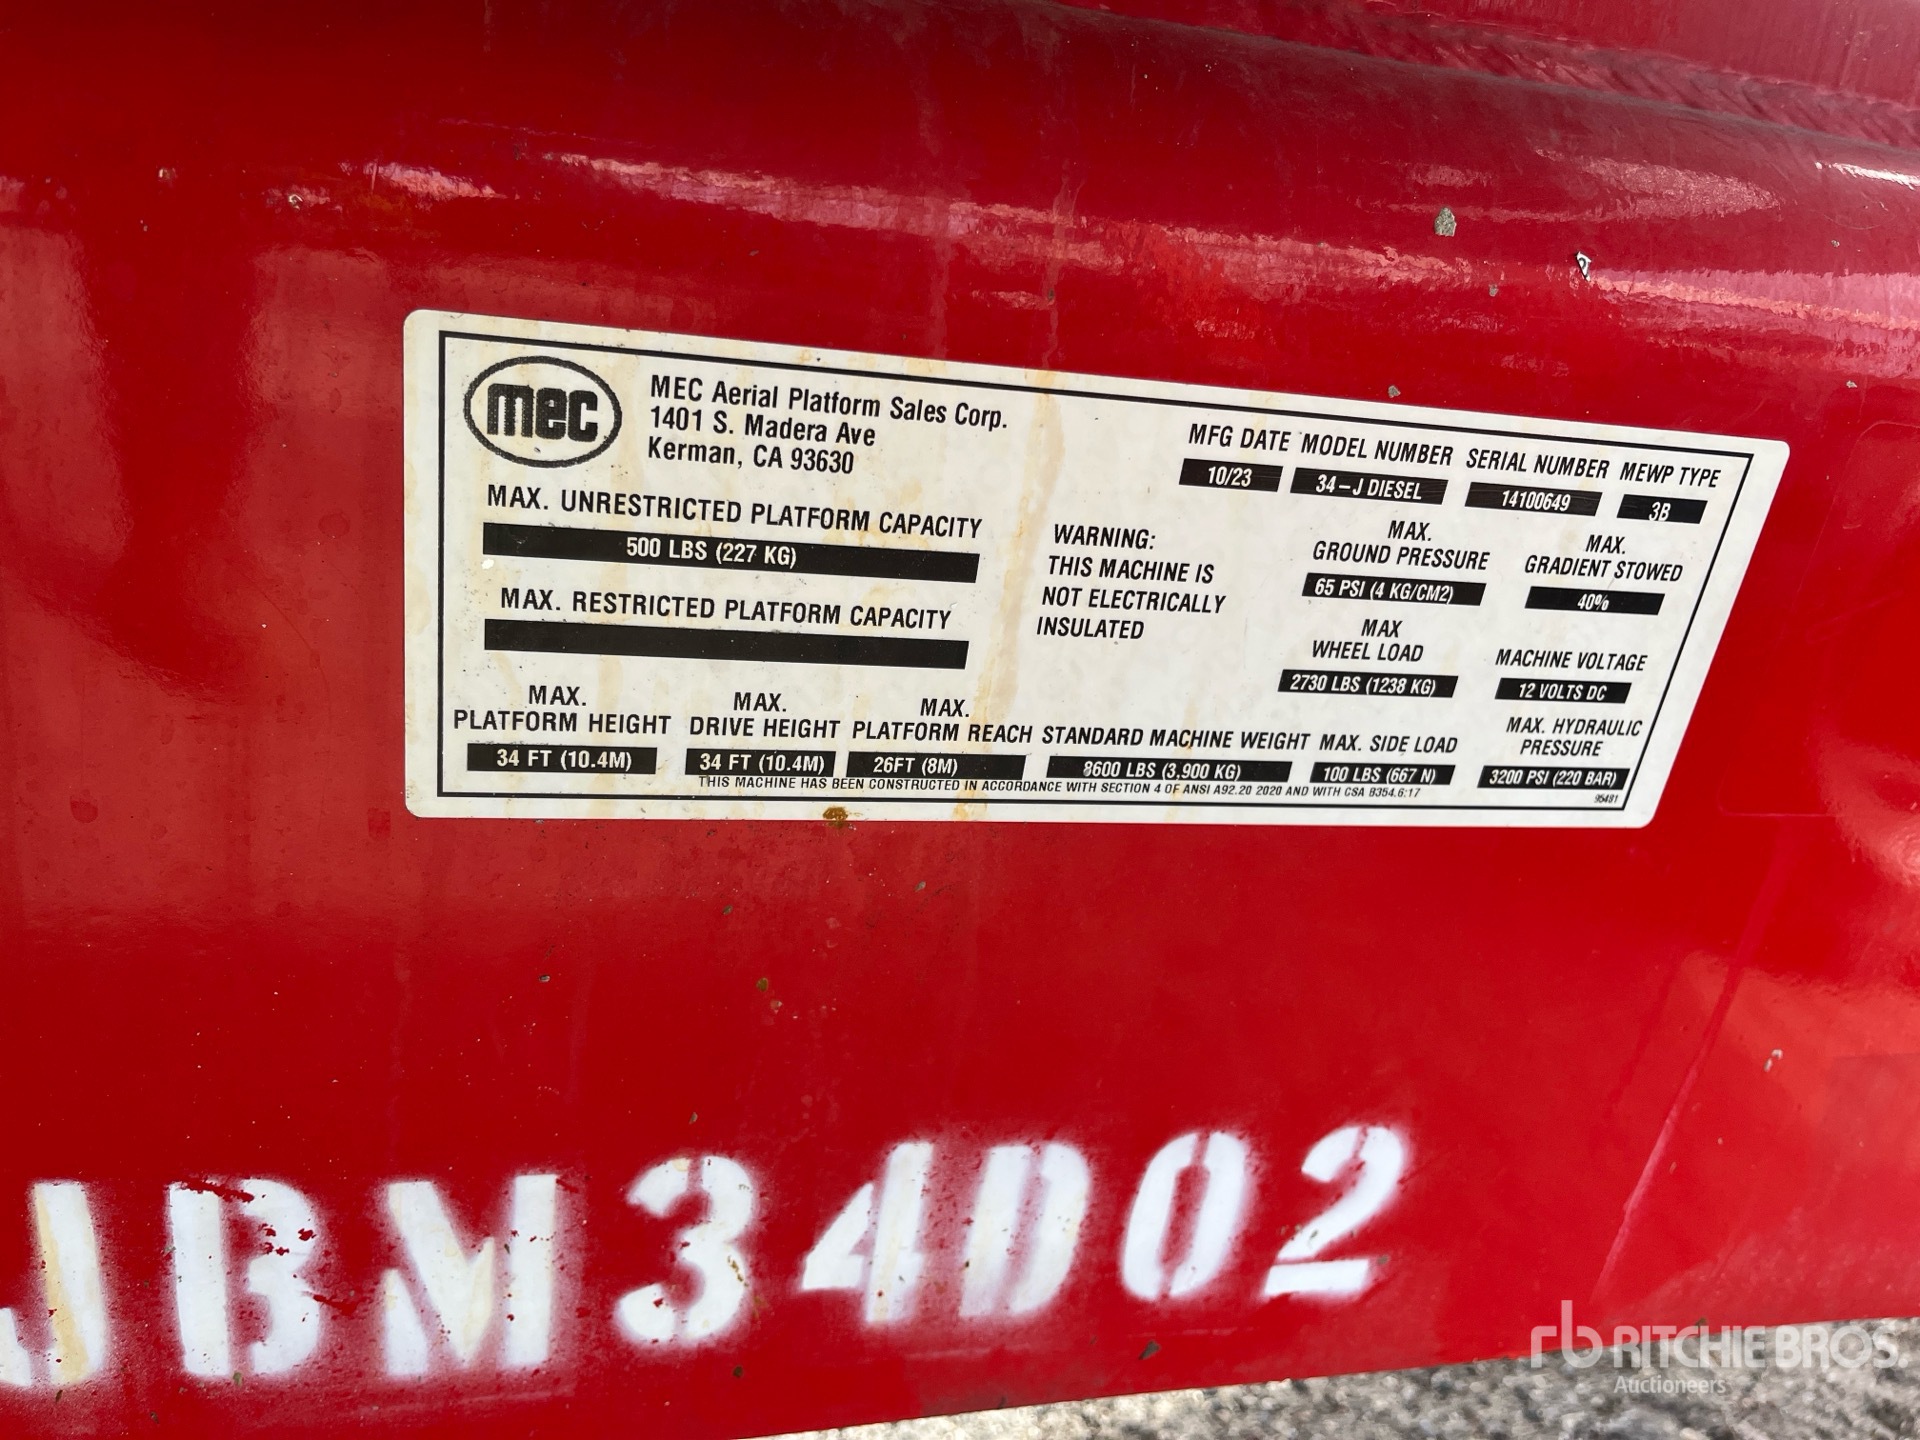 mec
MEC Aerial Platform Sales Corp.
1401 S. Madera Ave
Kerman, CA 93630
MAX. UNRESTRICTED PLATFORM CAPACITY
500 LBS (227 KG)
MAX. RESTRICTED PLATFORM CAPACITY
MFG DATE MODEL NUMBER SERIAL NUMBER MEWP TYPE
10/23 34-J DIESEL 14100649 3B
WARNING:
THIS MACHINE IS
NOT ELECTRICALLY
INSULATED
MAX.
GROUND PRESSURE
65 PSI (4 KG/CM2)
MAX.
GRADIENT STOWED
40%
MAX
WHEEL LOAD
2730 LBS (1238 KG)
MACHINE VOLTAGE
12 VOLTS DC
MAX.
PLATFORM HEIGHT
34 FT (10.4M)
MAX.
DRIVE HEIGHT
34 FT (10.4M)
MAX.
PLATFORM REACH
26FT (8M)
STANDARD MACHINE WEIGHT
8600 LBS (3,900 KG)
MAX. SIDE LOAD
100 LBS (667 N)
MAX. HYDRAULIC
PRESSURE
3200 PSI (220 BAR)
THIS MACHINE HAS BEEN CONSTRUCTED IN ACCORDANCE WITH SECTION 4 OF ANSI A92.20 2020 AND WITH CSA B354.6:17
95481
JBM34D02
rb RITCHIE BROS.
Auctioneers